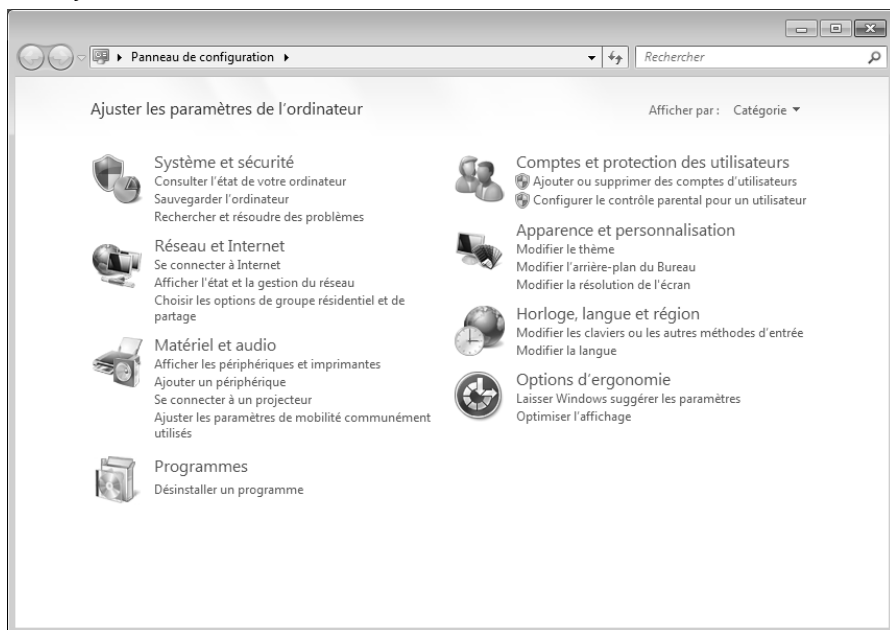 Panneau de configuration
Rechercher
Ajuster les paramètres de l'ordinateur
Afficher par : Catégorie
Système et sécurité
Consulter l'état de votre ordinateur
Sauvegarder l'ordinateur
Rechercher et résoudre des problèmes
Réseau et Internet
Se connecter à Internet
Afficher l'état et la gestion du réseau
Choisir les options de groupe résidentiel et de
partage
Matériel et audio
Afficher les périphériques et imprimantes
Ajouter un périphérique
Se connecter à un projecteur
Ajuster les paramètres de mobilité communément
utilisés
Programmes
Désinstaller un programme
Comptes et protection des utilisateurs
Ajouter ou supprimer des comptes d'utilisateurs
Configurer le contrôle parental pour un utilisateur
Apparence et personnalisation
Modifier le thème
Modifier l'arrière-plan du Bureau
Modifier la résolution de l'écran
Horloge, langue et région
Modifier les claviers ou les autres méthodes d'entrée
Modifier la langue
Options d'ergonomie
Laisser Windows suggérer les paramètres
Optimiser l'affichage